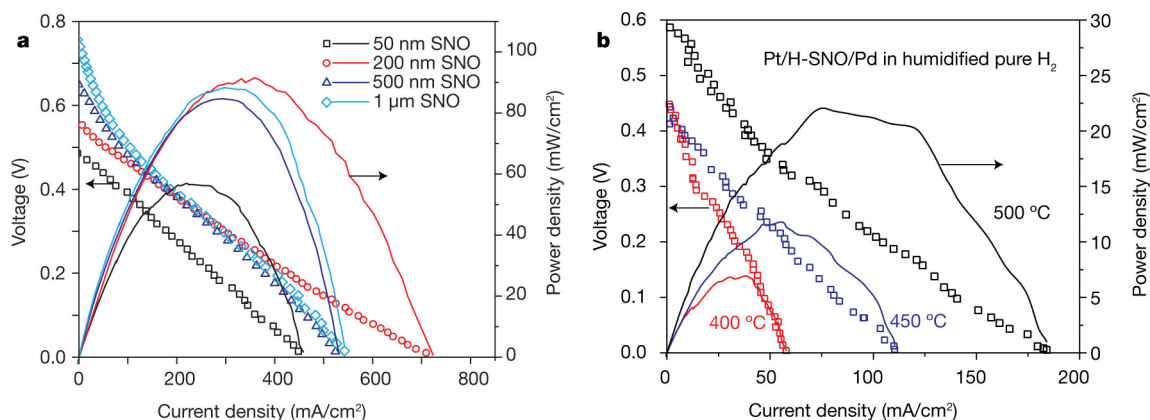 a
Voltage (V)
0.8
0.6
0.4
0.2
0.0
0
200
400
600
800
Current density (mA/cm²)
100
80
60
40
20
0
Power density (mW/cm²)
50 nm SNO
200 nm SNO
500 nm SNO
1 μm SNO
b
Voltage (V)
0.6
0.5
0.4
0.3
0.2
0.1
0.0
0
50
100
150
200
Current density (mA/cm²)
30
25
20
15
10
5
0
Power density (mW/cm²)
Pt/H-SNO/Pd in humidified pure H₂
500 °C
450 °C
400 °C